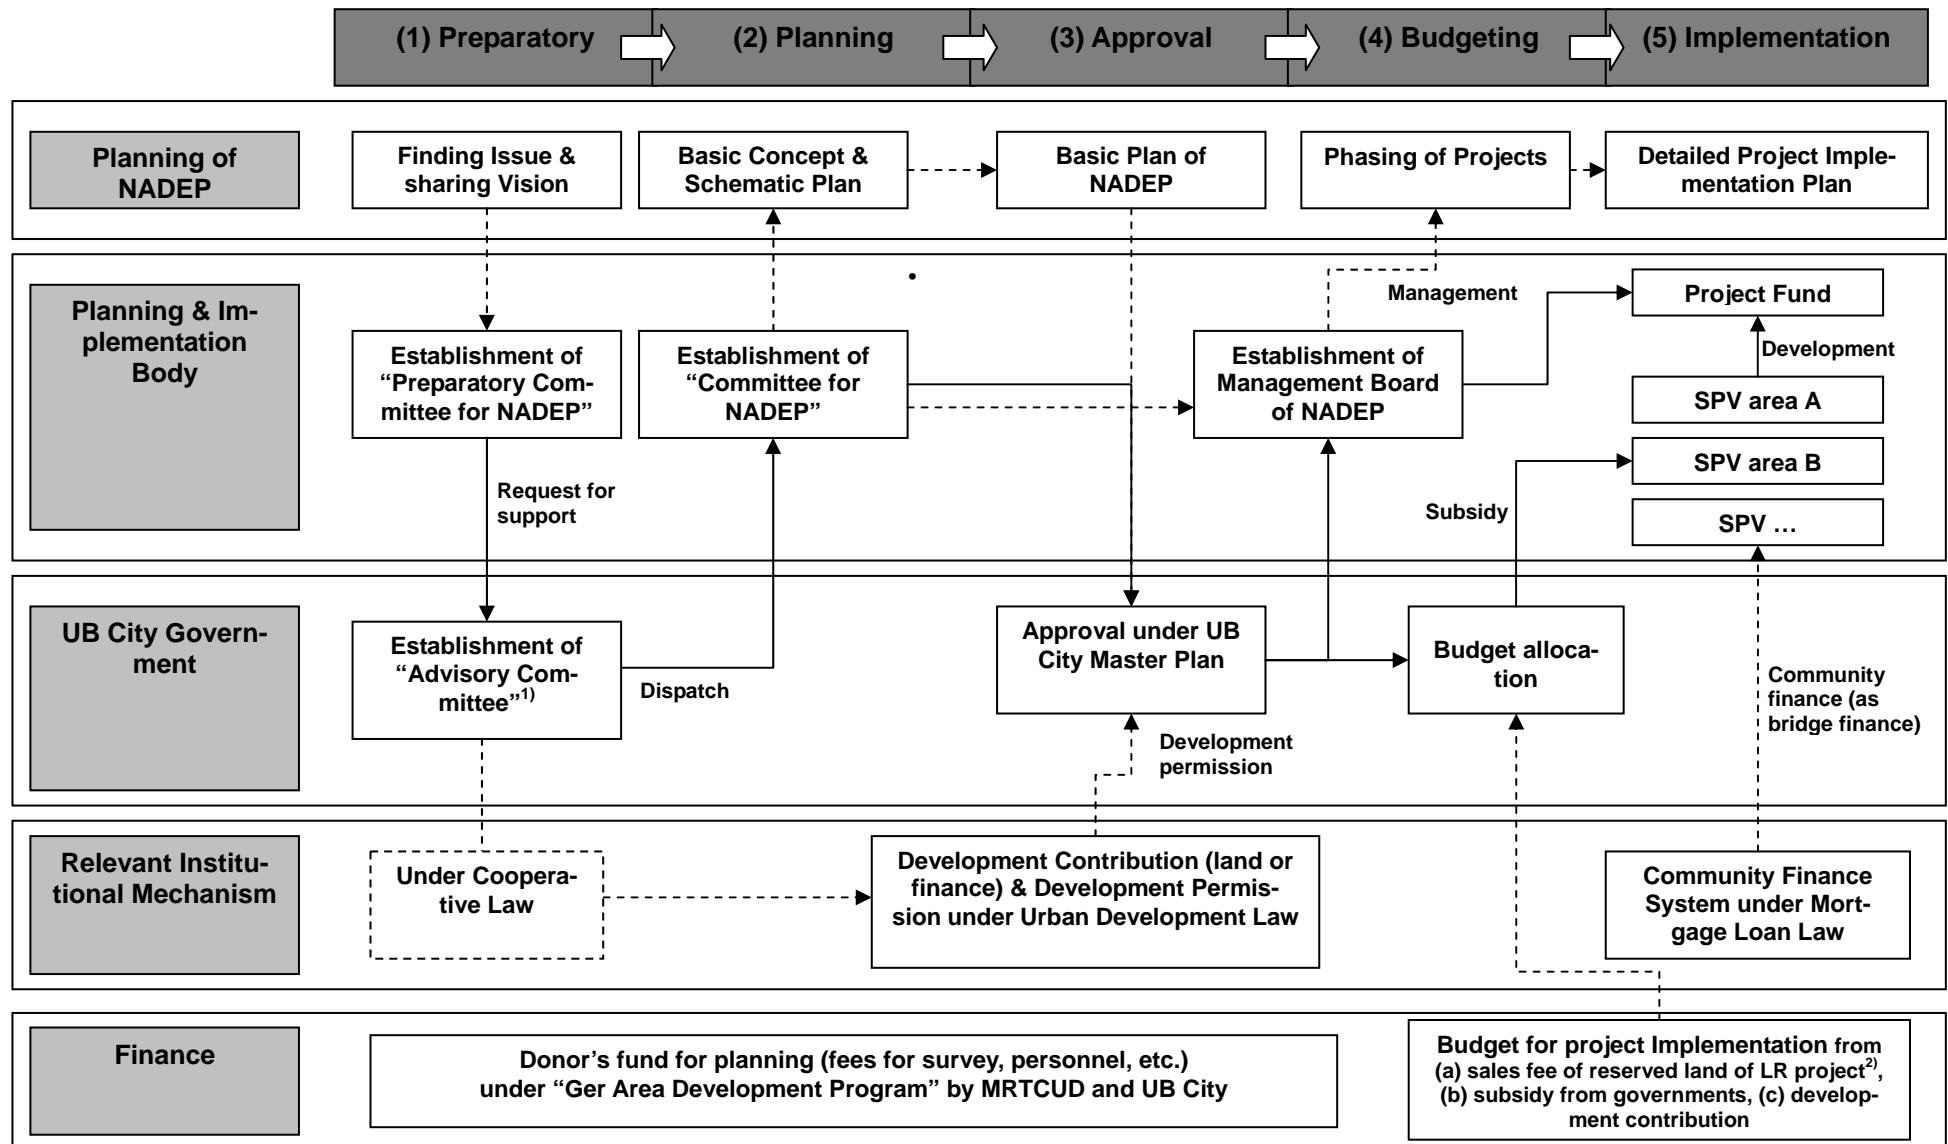 (1) Preparatory
(2) Planning
(3) Approval
(4) Budgeting
(5) Implementation
Planning of
NADEP
Finding Issue &
sharing Vision
Basic Concept &
Schematic Plan
Basic Plan of
NADEP
Phasing of Projects
Detailed Project Imple-
mentation Plan
Planning & Im-
plementation
Body
Establishment of
“Preparatory Com-
mittee for NADEP”
Establishment of
“Committee for
NADEP”
Establishment of
Management Board
of NADEP
Management
Project Fund
Development
SPV area A
SPV area B
SPV …
Request for
support
Subsidy
UB City Govern-
ment
Establishment of
“Advisory Com-
mittee”1)
Dispatch
Approval under UB
City Master Plan
Budget alloca-
tion
Community
finance (as
bridge finance)
Development
permission
Relevant Institu-
tional Mechanism
Under Coopera-
tive Law
Development Contribution (land or
finance) & Development Permis-
sion under Urban Development Law
Community Finance
System under Mort-
gage Loan Law
Finance
Donor’s fund for planning (fees for survey, personnel, etc.)
under “Ger Area Development Program” by MRTCUD and UB City
Budget for project Implementation from
(a) sales fee of reserved land of LR project2),
(b) subsidy from governments, (c) develop-
ment contribution